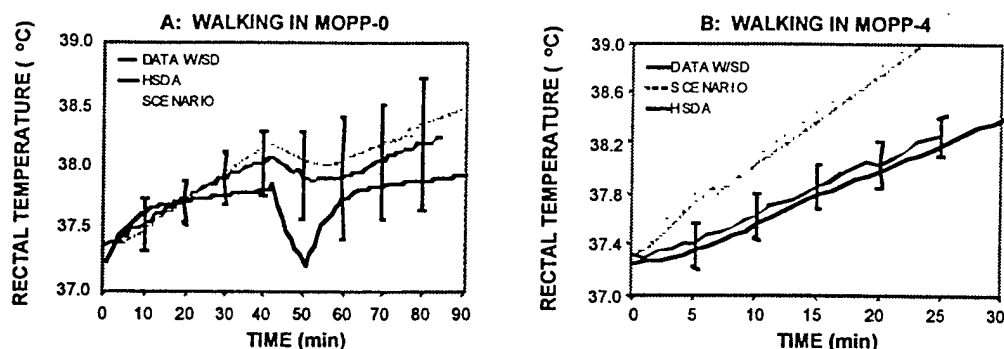 A: WALKING IN MOPP-0
39.0
38.5
38.0
37.5
37.0
RECTAL TEMPERATURE ( °C)
DATA W/SD
HSDA
SCENARIO
0 10 20 30 40 50 60 70 80 90
TIME (min)
B: WALKING IN MOPP-4
39.0
38.6
38.2
37.8
37.4
37.0
RECTAL TEMPERATURE ( °C)
DATA W/SD
SCENARIO
HSDA
0 5 10 15 20 25 30
TIME (min)